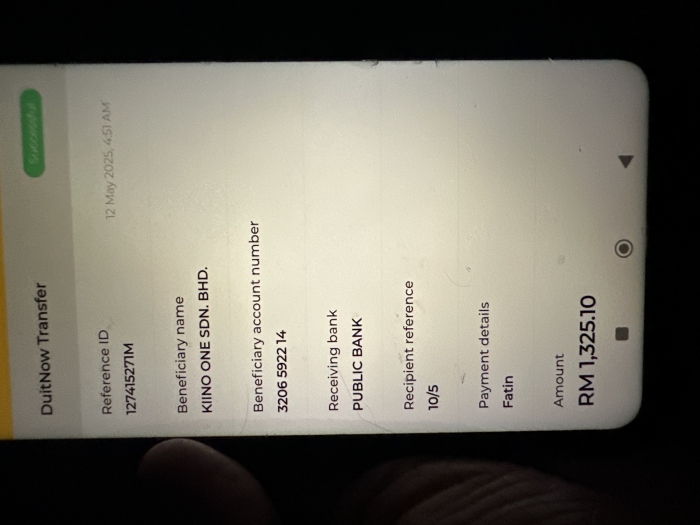 DuitNow Transfer
Successful
Reference ID
127415271M
12 May 2025, 4:51 AM
Beneficiary name
KIINO ONE SDN. BHD.
Beneficiary account number
3206 5922 14
Receiving bank
PUBLIC BANK
Recipient reference
10/5
Payment details
Fatin
Amount
RM 1,325.10